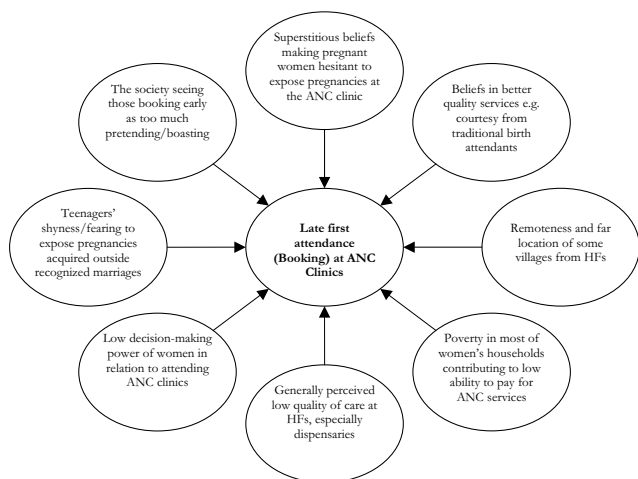 Superstitious beliefs
making pregnant
women hesitant to
expose pregnancies at
the ANC clinic
The society seeing
those booking early
as too much
pretending/boasting
Beliefs in better
quality services e.g.
courtesy from
traditional birth
attendants
Teenagers'
shyness/fearing to
expose pregnancies
acquired outside
recognized marriages
Late first
attendance
(Booking) at ANC
Clinics
Remoteness and far
location of some
villages from HFs
Low decision-making
power of women in
relation to attending
ANC clinics
Generally perceived
low quality of care at
HFs, especially
dispensaries
Poverty in most of
women's households
contributing to low
ability to pay for
ANC services